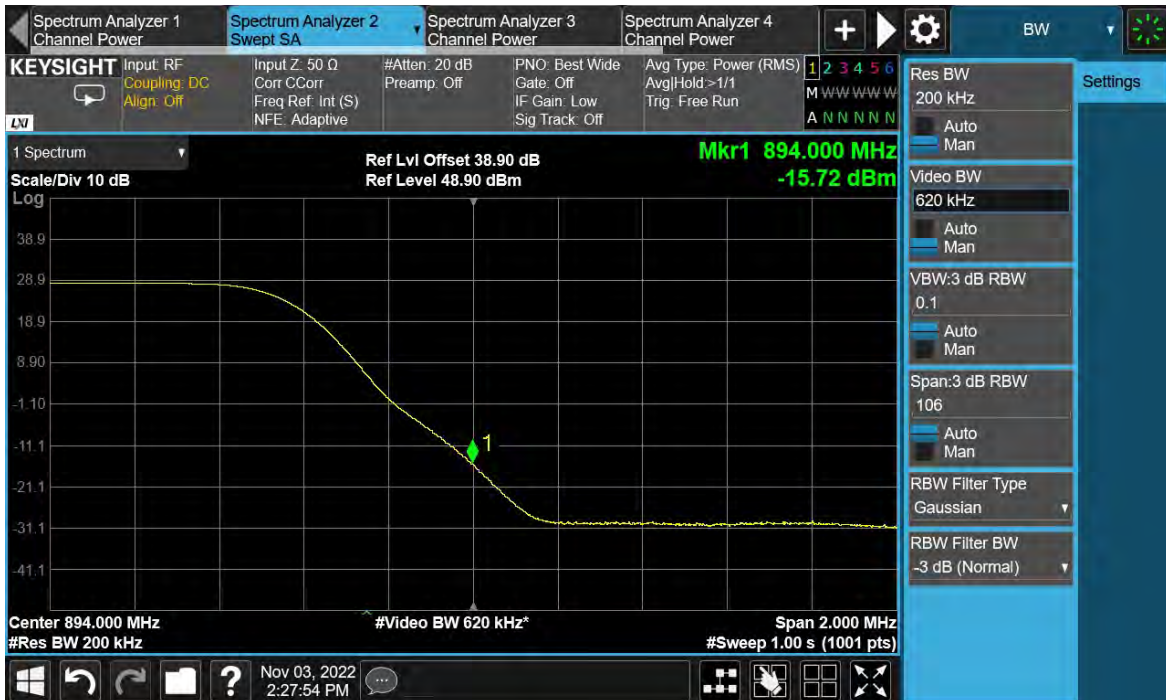 Spectrum Analyzer 1
Channel Power
Spectrum Analyzer 2
Swept SA
Spectrum Analyzer 3
Channel Power
Spectrum Analyzer 4
Channel Power
+
BW
KEYSIGHT
LXI
Input: RF
Coupling: DC
Align: Off
Input Z: 50 Ω
Corr CCorr
Freq Ref: Int (S)
NFE: Adaptive
#Atten: 20 dB
Preamp: Off
PNO: Best Wide
Gate: Off
IF Gain: Low
Sig Track: Off
Avg Type: Power (RMS)
Avg|Hold:>1/1
Trig: Free Run
1 2 3 4 5 6
M W W W W W
A N N N N N
1 Spectrum
Scale/Div 10 dB
Log
Ref Lvl Offset 38.90 dB
Ref Level 48.90 dBm
Mkr1 894.000 MHz
-15.72 dBm
38.9
28.9
18.9
8.90
-1.10
-11.1
-21.1
-31.1
-41.1
1
Center 894.000 MHz
#Res BW 200 kHz
#Video BW 620 kHz*
Span 2.000 MHz
#Sweep 1.00 s (1001 pts)
Res BW
200 kHz
Auto
Man
Video BW
620 kHz
Auto
Man
VBW:3 dB RBW
0.1
Auto
Man
Span:3 dB RBW
106
Auto
Man
RBW Filter Type
Gaussian
RBW Filter BW
-3 dB (Normal)
Settings
?
Nov 03, 2022
2:27:54 PM